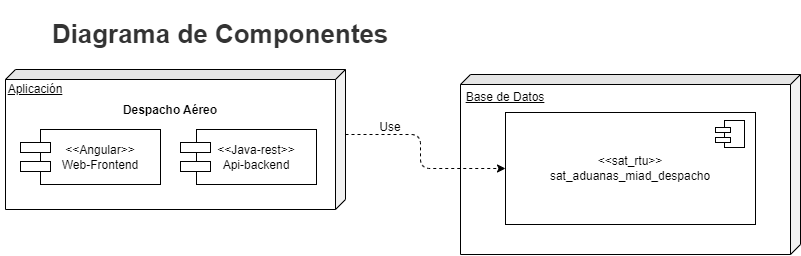 Diagrama de Componentes
Aplicación
Despacho Aéreo
<<Angular>>
Web-Frontend
<<Java-rest>>
Api-backend
Use
Base de Datos
<<sat_rtu>>
sat_aduanas_miad_despacho